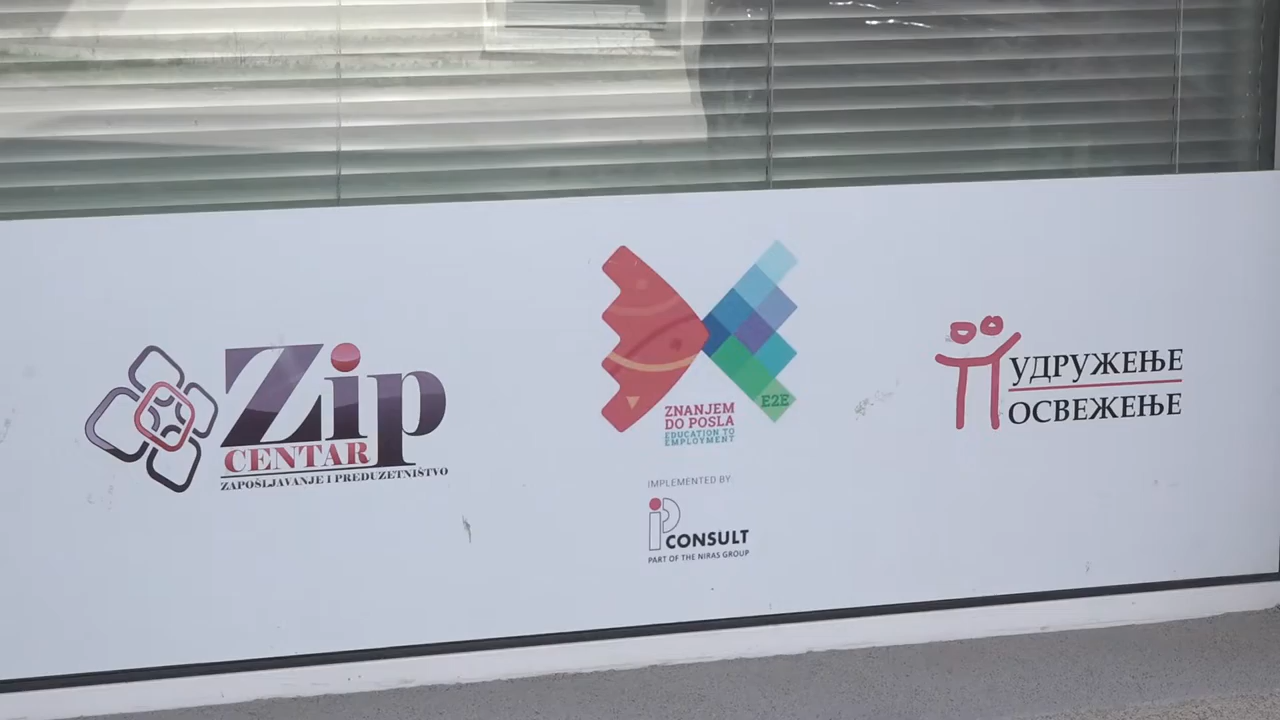 Zip
CENTAR
ZAPOŠLJAVANJE I PREDUZETNIŠTVO
ZNANJEM
DO POSLA
EDUCATION TO
EMPLOYMENT
E2E
IMPLEMENTED BY:
IP CONSULT
PART OF THE NIRAS GROUP
УДРУЖЕЊЕ
ОСВЕЖЕЊЕ